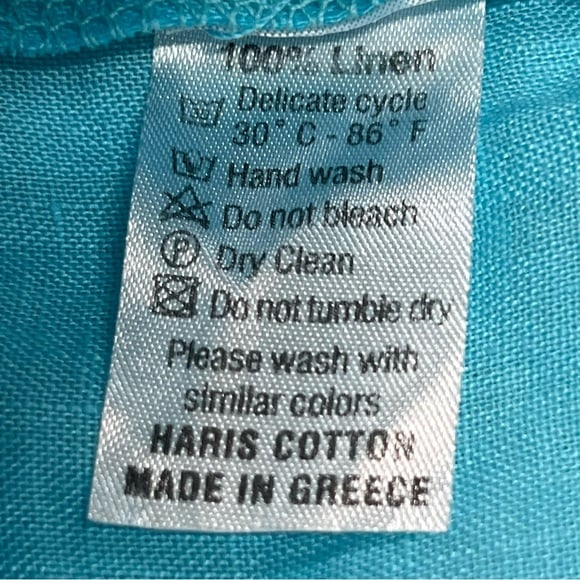 100% Linen
Delicate cycle
30° C - 86° F
Hand wash
Do not bleach
P Dry Clean
Do not tumble dry
Please wash with
similar colors
HARIS COTTON
MADE IN GREECE